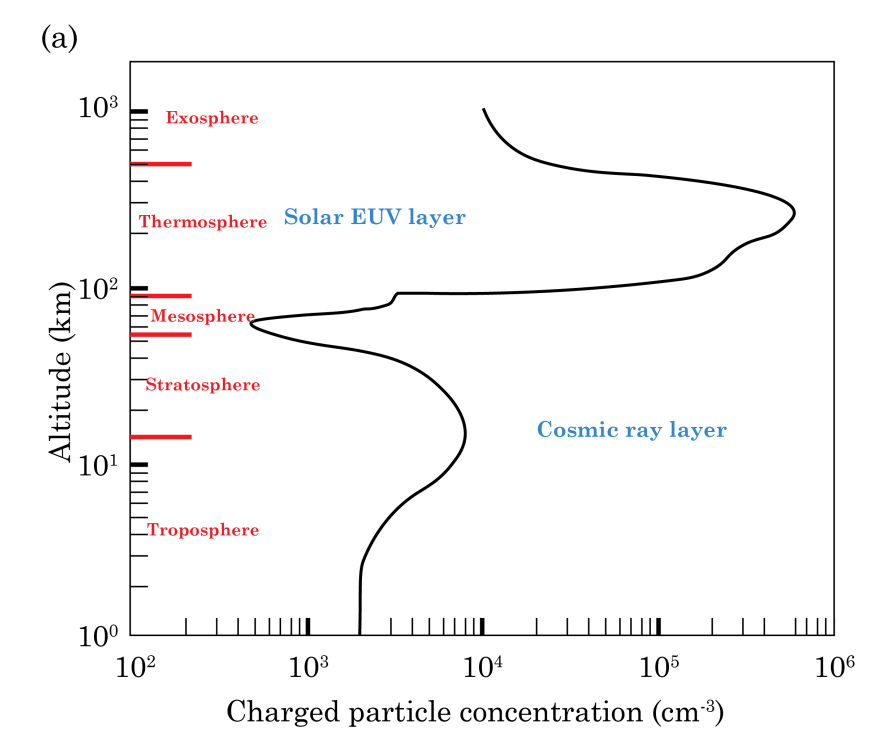 (a)
10³
Exosphere
Thermosphere
Solar EUV layer
10²
Mesosphere
Stratosphere
Cosmic ray layer
10¹
Troposphere
10⁰
Altitude (km)
10² 10³ 10⁴ 10⁵ 10⁶
Charged particle concentration (cm⁻³)